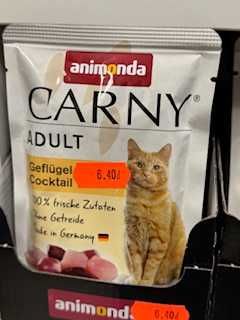 animonda
CARNY®
ADULT
Geflügel
Cocktail
6,40
100% frische Zutaten
Ohne Getreide
Made in Germany
animonda
6,40